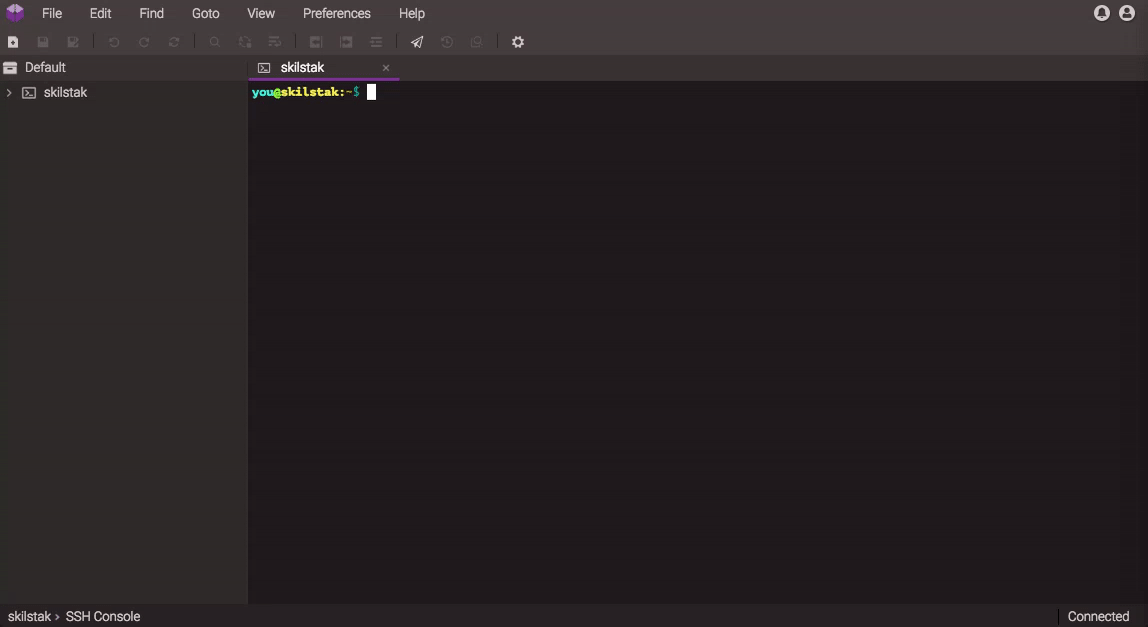 File Edit Find Goto View Preferences Help
Default
skilstak
skilstak ×
you@skilstak:~$
skilstak › SSH Console
Connected